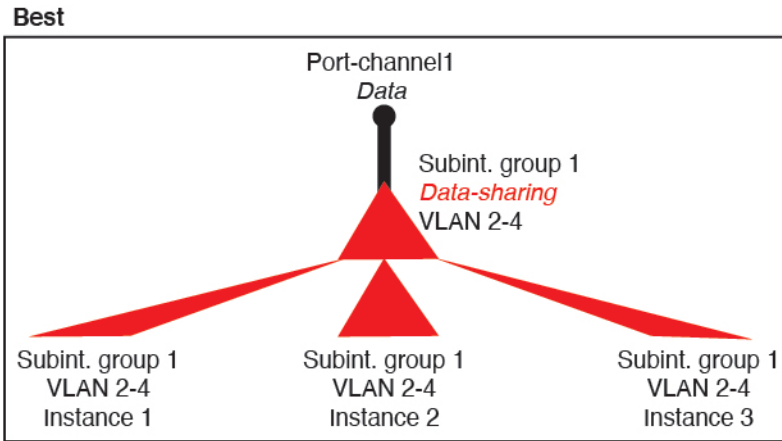 Best
Port-channel1
Data
Subint. group 1
Data-sharing
VLAN 2-4
Subint. group 1
VLAN 2-4
Instance 1
Subint. group 1
VLAN 2-4
Instance 2
Subint. group 1
VLAN 2-4
Instance 3